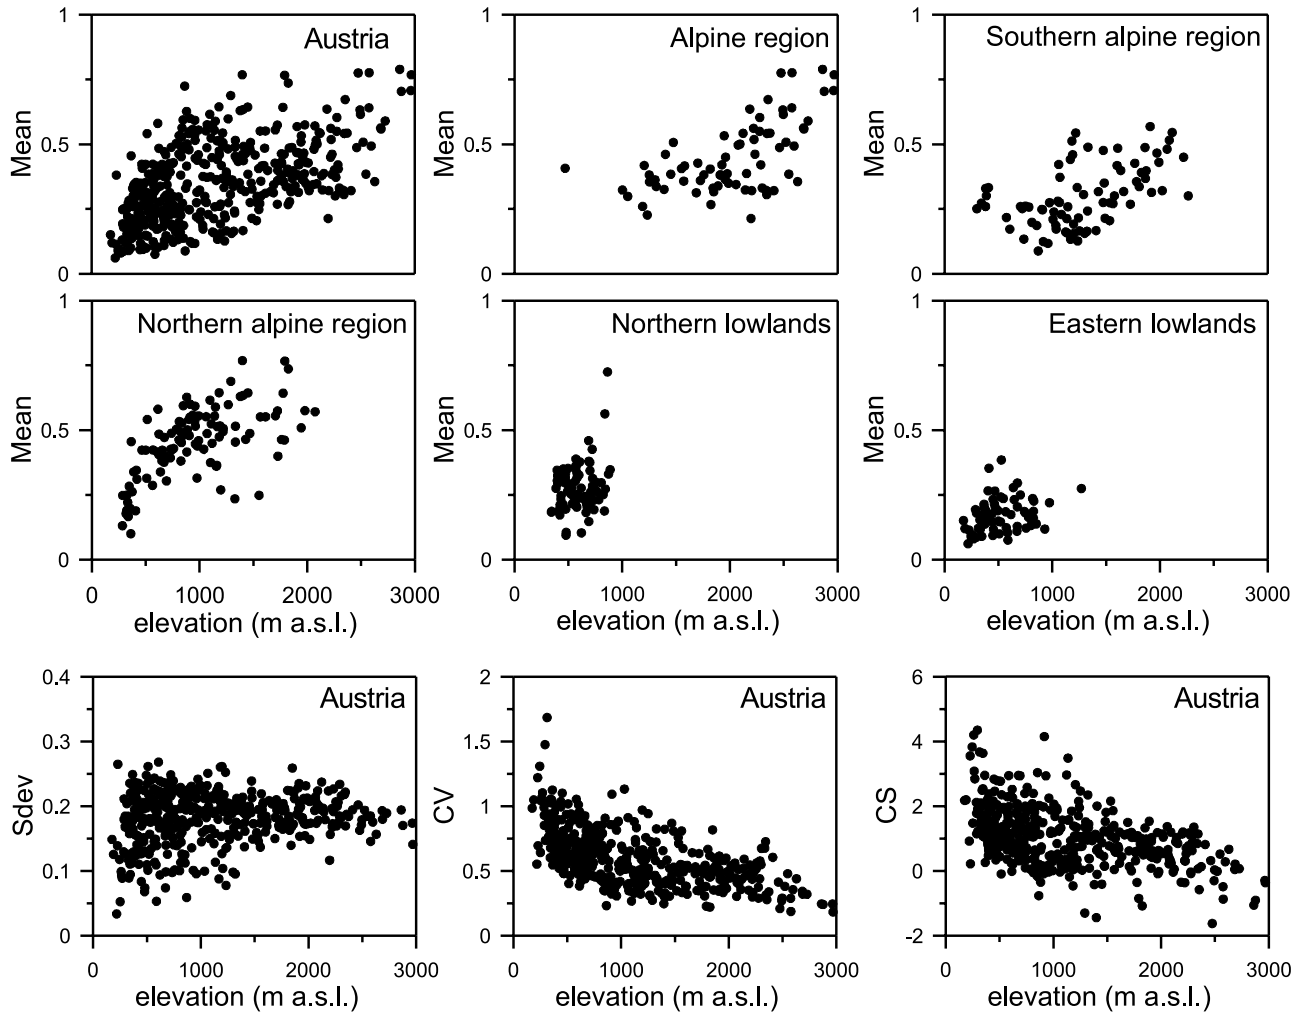 1 1 1
Austria Alpine region Southern alpine region
Mean 0.5 Mean 0.5 Mean 0.5
0 0 0
1 1 1
Northern alpine region Northern lowlands Eastern lowlands
Mean 0.5 Mean 0.5 Mean 0.5
0 0 0
0 1000 2000 3000 0 1000 2000 3000 0 1000 2000 3000
elevation (m a.s.l.) elevation (m a.s.l.) elevation (m a.s.l.)
0.4 2 6
Austria Austria Austria
0.3 1.5 4
Sdev 0.2 CV 1 CS 2
0.1 0.5 0
0 0 -2
0 1000 2000 3000 0 1000 2000 3000 0 1000 2000 3000
elevation (m a.s.l.) elevation (m a.s.l.) elevation (m a.s.l.)